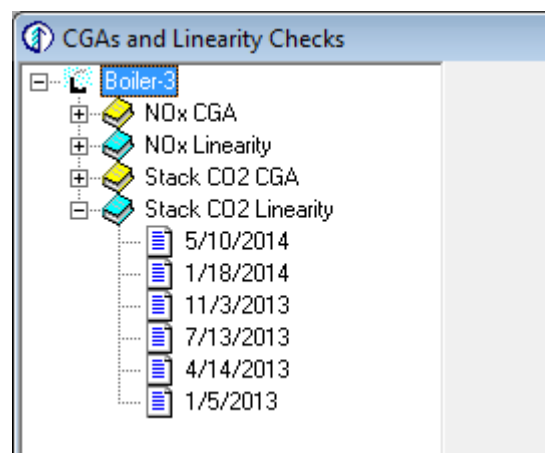 CGAs and Linearity Checks
Boiler-3
NOx CGA
NOx Linearity
Stack CO2 CGA
Stack CO2 Linearity
5/10/2014
1/18/2014
11/3/2013
7/13/2013
4/14/2013
1/5/2013